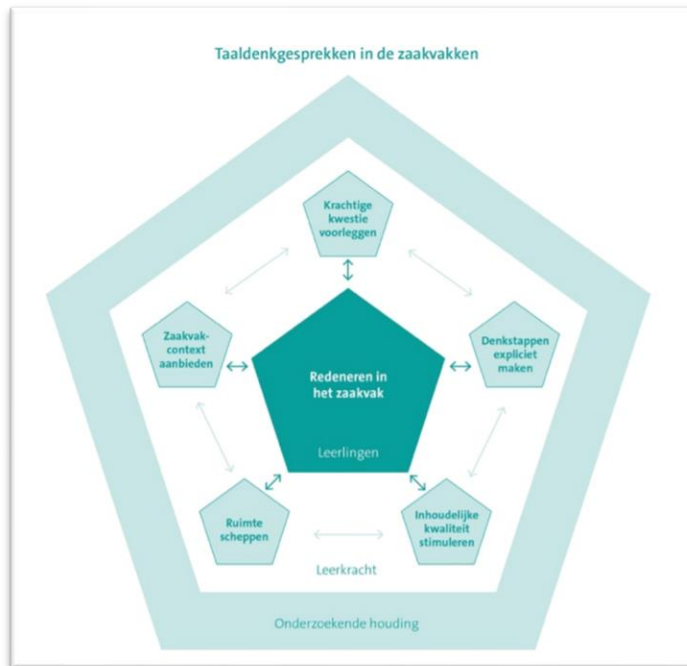 Taaldenkgesprekken in de zaakvakken
Krachtige
kwestie
voorleggen
Zaakvak-
context
aanbieden
Denkstappen
expliciet
maken
Redeneren in
het zaakvak
Leerlingen
Ruimte
scheppen
Inhoudelijke
kwaliteit
stimuleren
Leerkracht
Onderzoekende houding